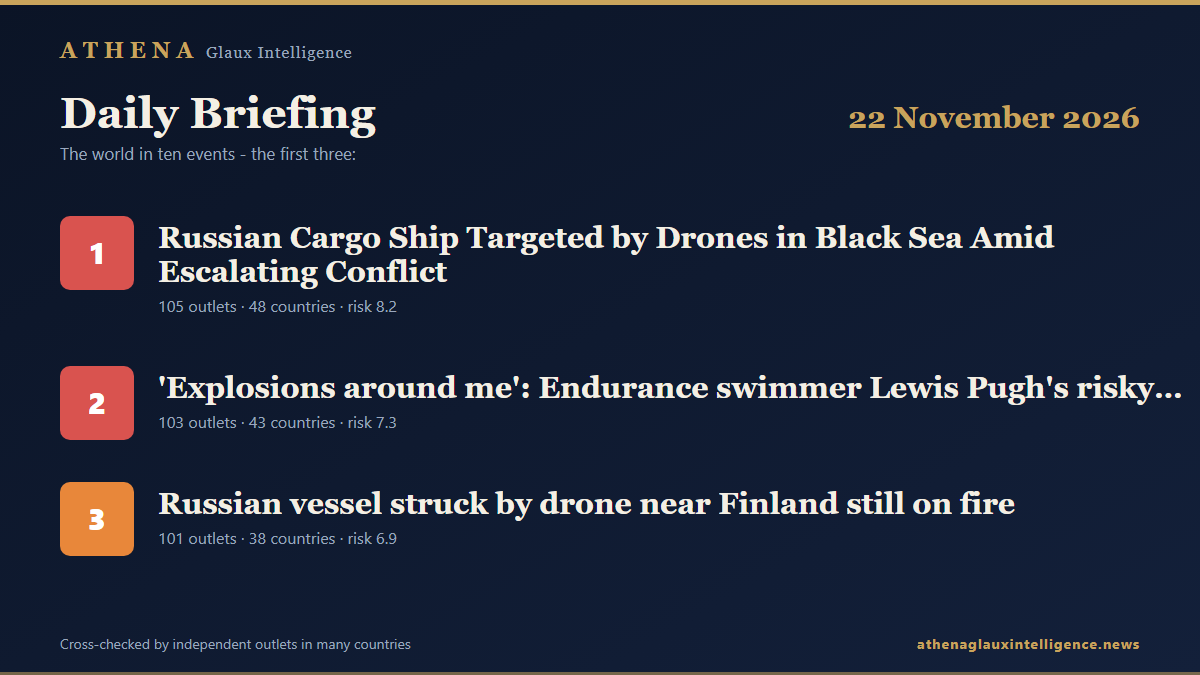 ATHENA Glaux Intelligence
Daily Briefing
22 November 2026
The world in ten events - the first three:
1
Russian Cargo Ship Targeted by Drones in Black Sea Amid
Escalating Conflict
105 outlets · 48 countries · risk 8.2
2
'Explosions around me': Endurance swimmer Lewis Pugh's risky...
103 outlets · 43 countries · risk 7.3
3
Russian vessel struck by drone near Finland still on fire
101 outlets · 38 countries · risk 6.9
Cross-checked by independent outlets in many countries
athenaglauxintelligence.news